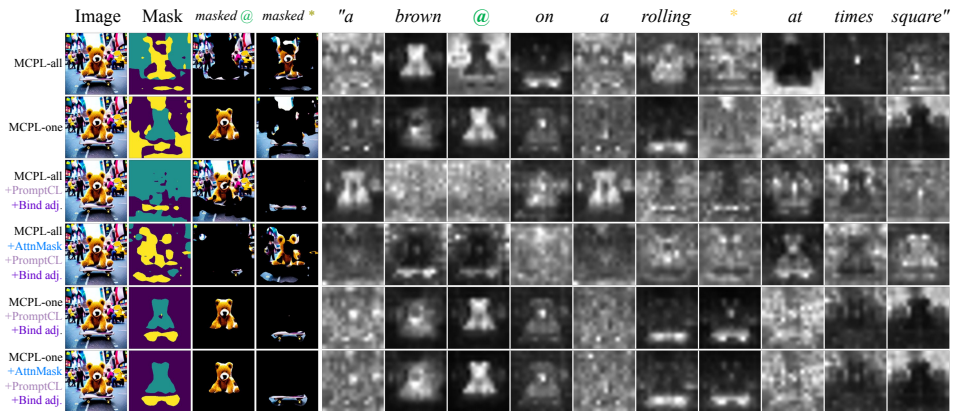 Image Mask masked @ masked * "a brown @ on a rolling * at times square"
MCPL-all
MCPL-one
MCPL-all
+PromptCL
+Bind adj.
MCPL-all
+AttnMask
+PromptCL
+Bind adj.
MCPL-one
+PromptCL
+Bind adj.
MCPL-one
+AttnMask
+PromptCL
+Bind adj.